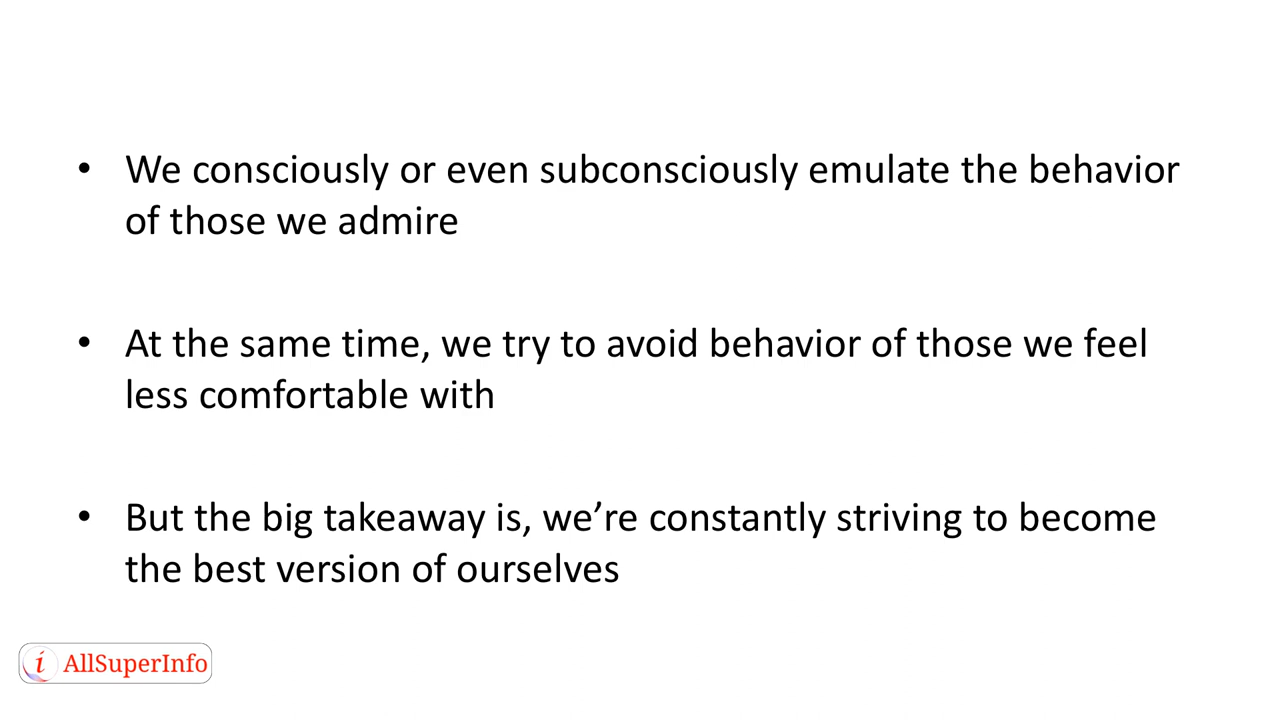 • We consciously or even subconsciously emulate the behavior
of those we admire
• At the same time, we try to avoid behavior of those we feel
less comfortable with
• But the big takeaway is, we’re constantly striving to become
the best version of ourselves
i AllSuperInfo